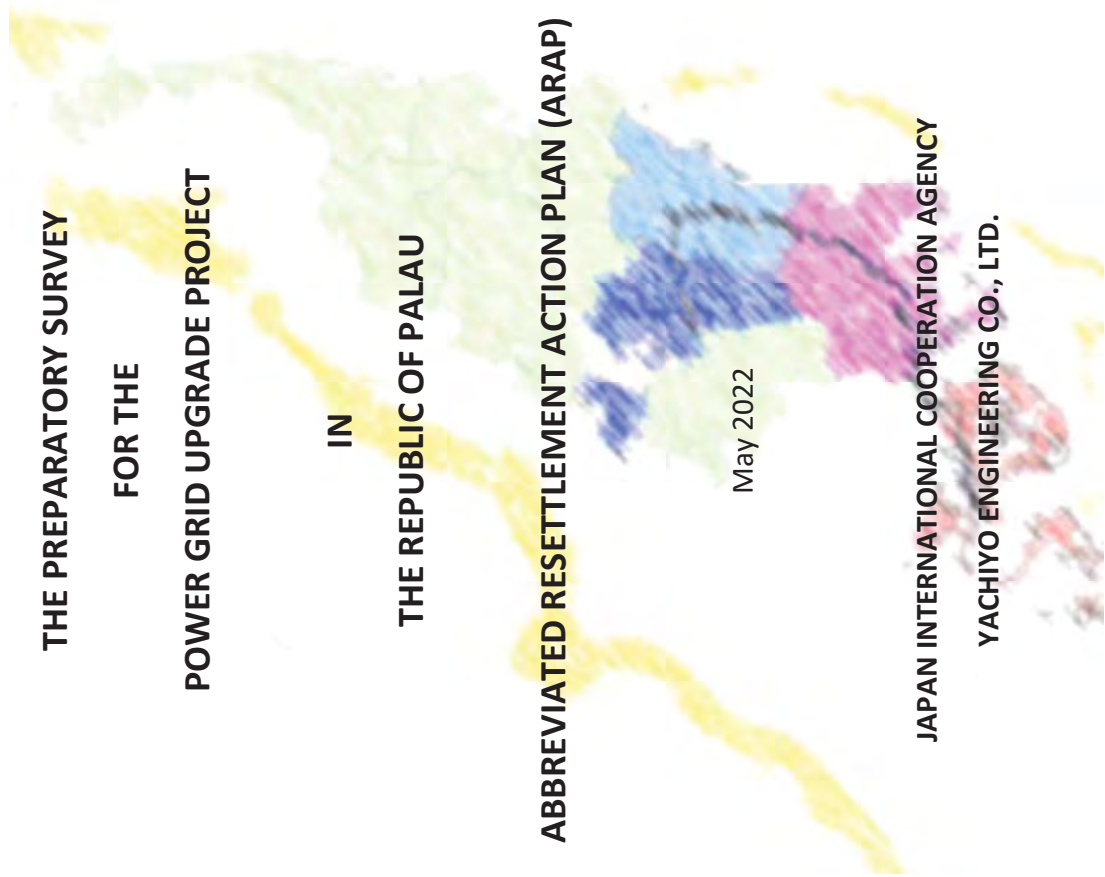 THE PREPARATORY SURVEY
FOR THE
POWER GRID UPGRADE PROJECT
IN
THE REPUBLIC OF PALAU
ABBREVIATED RESETTLEMENT ACTION PLAN (ARAP)
May 2022
JAPAN INTERNATIONAL COOPERATION AGENCY
YACHIYO ENGINEERING CO., LTD.